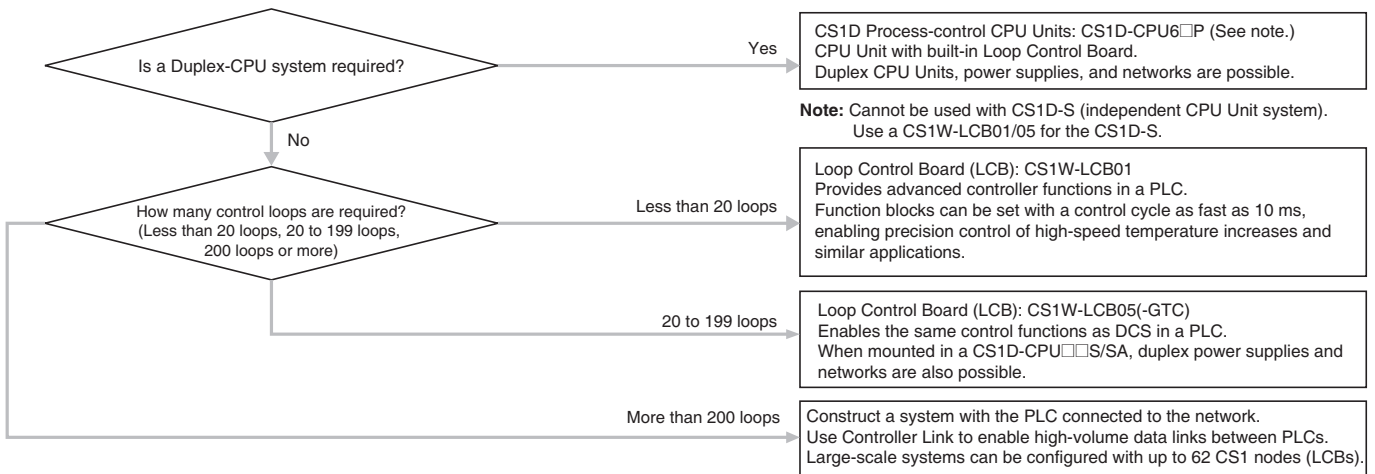 Is a Duplex-CPU system required?
Yes
CS1D Process-control CPU Units: CS1D-CPU6□P (See note.)
CPU Unit with built-in Loop Control Board.
Duplex CPU Units, power supplies, and networks are possible.
Note: Cannot be used with CS1D-S (independent CPU Unit system).
Use a CS1W-LCB01/05 for the CS1D-S.
No
How many control loops are required?
(Less than 20 loops, 20 to 199 loops,
200 loops or more)
Less than 20 loops
Loop Control Board (LCB): CS1W-LCB01
Provides advanced controller functions in a PLC.
Function blocks can be set with a control cycle as fast as 10 ms,
enabling precision control of high-speed temperature increases and
similar applications.
20 to 199 loops
Loop Control Board (LCB): CS1W-LCB05(-GTC)
Enables the same control functions as DCS in a PLC.
When mounted in a CS1D-CPU□□S/SA, duplex power supplies and
networks are also possible.
More than 200 loops
Construct a system with the PLC connected to the network.
Use Controller Link to enable high-volume data links between PLCs.
Large-scale systems can be configured with up to 62 CS1 nodes (LCBs).